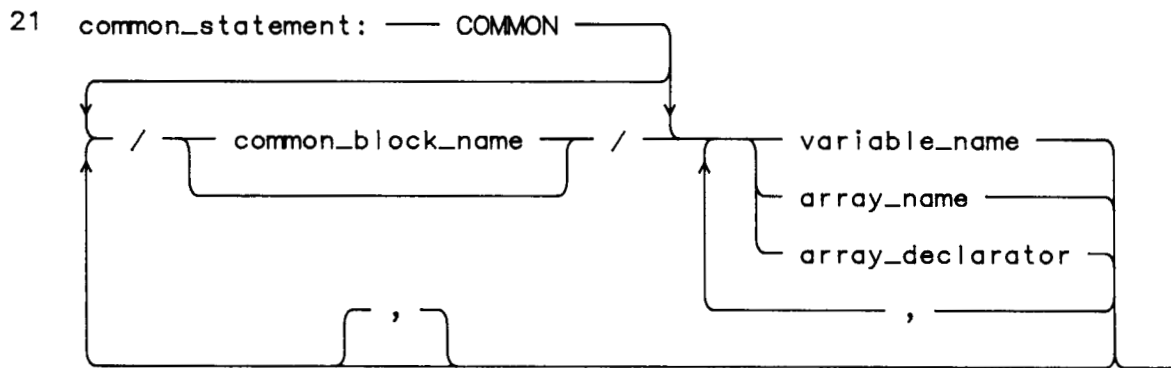 21 common_statement: COMMON
/ common_block_name / variable_name
array_name
array_declarator
, ,